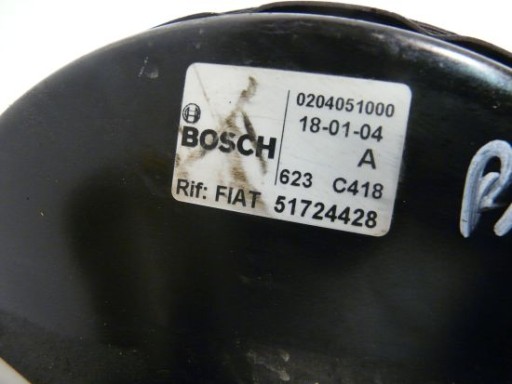 BOSCH
0204051000
18-01-04
A
623 C418
Rif: FIAT 51724428